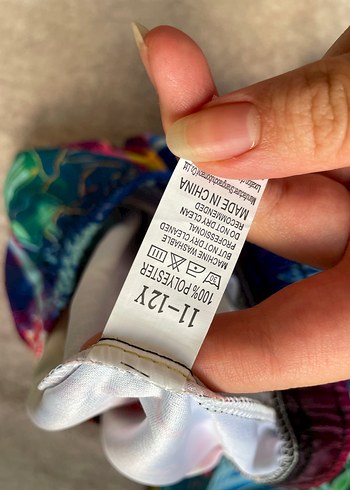 11-12Y
100% POLYESTER
30
MACHINE WASHABLE
BUT NOT DRY CLEANED
PROFESSIONAL
DO NOT DRY CLEAN
RECOMMENDED
MADE IN CHINA